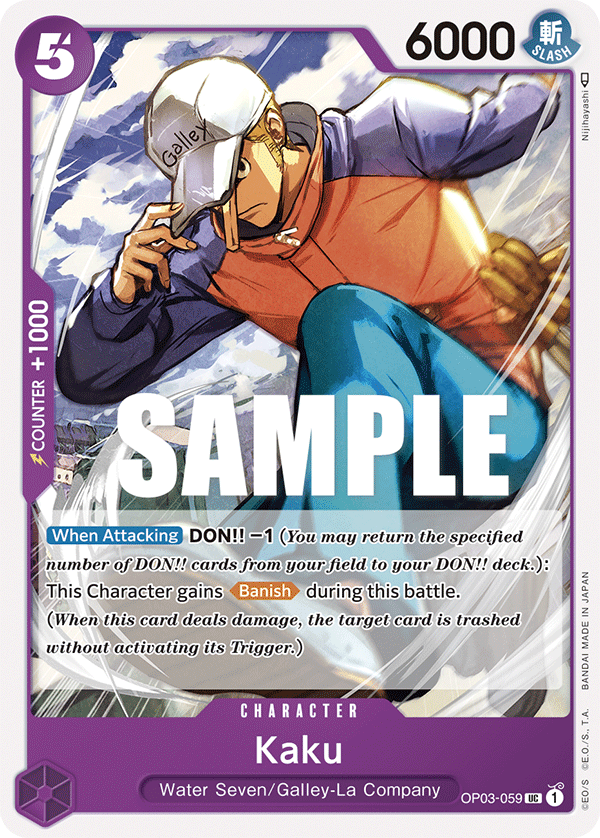 5
6000
斬
SLASH
Nijihayashi
Galley
COUNTER +1000
SAMPLE
When Attacking DON!! −1 (You may return the specified
number of DON!! cards from your field to your DON!! deck.):
This Character gains Banish during this battle.
(When this card deals damage, the target card is trashed
without activating its Trigger.)
CHARACTER
Kaku
Water Seven/Galley-La Company
OP03-059 UC 1
©EO/S ©E.O./S., T.A. BANDAI MADE IN JAPAN